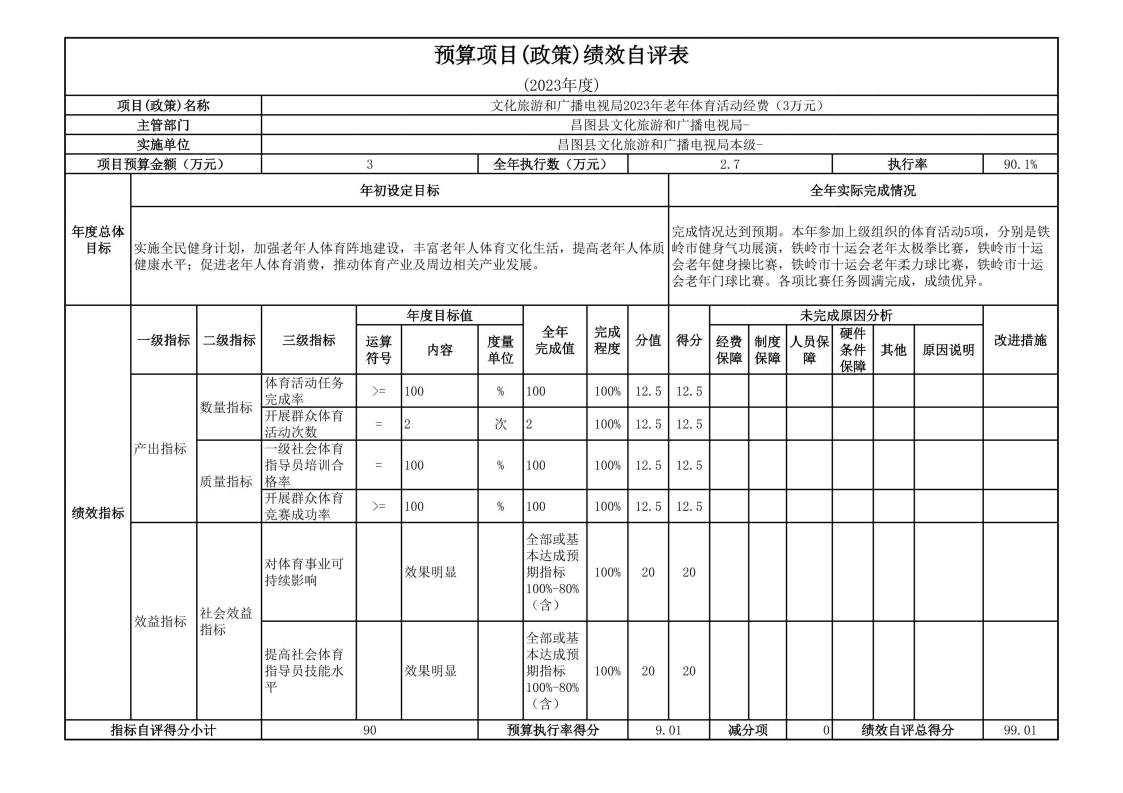 预算项目(政策)绩效自评表
(2023年度)
项目(政策)名称 文化旅游和广播电视局2023年老年体育活动经费（3万元）
主管部门 昌图县文化旅游和广播电视局-
实施单位 昌图县文化旅游和广播电视局本级-
项目预算金额（万元） 3 全年执行数（万元） 2.7 执行率 90.1%
年度总体
目标
年初设定目标 全年实际完成情况
实施全民健身计划，加强老年人体育阵地建设，丰富老年人体育文化生活，提高老年人体质
健康水平；促进老年人体育消费，推动体育产业及周边相关产业发展。
完成情况达到预期。本年参加上级组织的体育活动5项，分别是铁
岭市健身气功展演，铁岭市十运会老年太极拳比赛，铁岭市十运
会老年健身操比赛，铁岭市十运会老年柔力球比赛，铁岭市十运
会老年门球比赛。各项比赛任务圆满完成，成绩优异。
绩效指标
一级指标 二级指标 三级指标
年度目标值
运算
符号
内容
度量
单位
全年
完成值
完成
程度
分值 得分
未完成原因分析
经费
保障
制度
保障
人员保
障
硬件
条件
保障
其他 原因说明
改进措施
产出指标
数量指标
体育活动任务
完成率
>= 100 % 100 100% 12.5 12.5
开展群众体育
活动次数
= 2 次 2 100% 12.5 12.5
质量指标
一级社会体育
指导员培训合
格率
= 100 % 100 100% 12.5 12.5
开展群众体育
竞赛成功率
>= 100 % 100 100% 12.5 12.5
效益指标
社会效益
指标
对体育事业可
持续影响
效果明显
全部或基
本达成预
期指标
100%-80%
（含）
100% 20 20
提高社会体育
指导员技能水
平
效果明显
全部或基
本达成预
期指标
100%-80%
（含）
100% 20 20
指标自评得分小计 90 预算执行率得分 9.01 减分项 0 绩效自评总得分 99.01